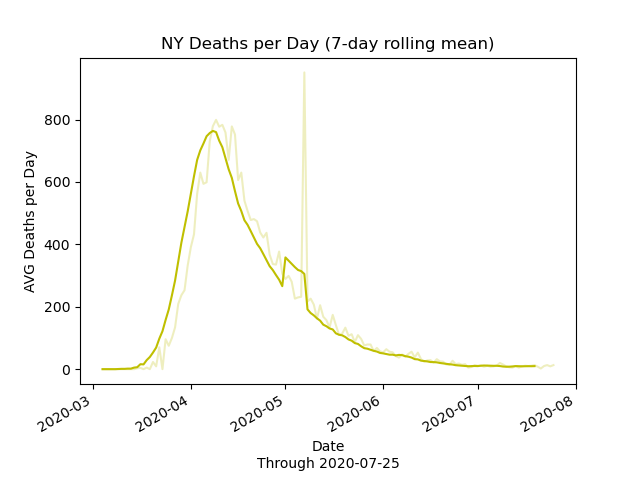 NY Deaths per Day (7-day rolling mean)
AVG Deaths per Day
800
600
400
200
0
2020-03
2020-04
2020-05
2020-06
2020-07
2020-08
Date
Through 2020-07-25